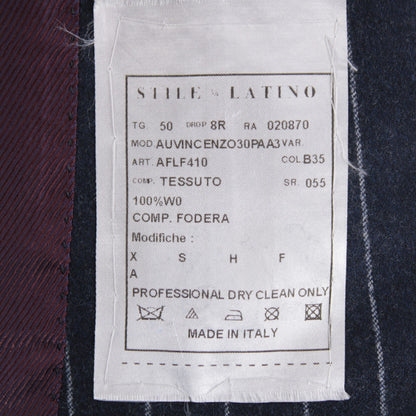 STILE LATINO
TG. 50 DROP 8R RA 020870
MOD. AUVINCENZO30PAA3 VAR.
ART. AFLF410 COL. B35
COMP. TESSUTO SR. 055
100%WO
COMP. FODERA
Modifiche :
X S H F
A
PROFESSIONAL DRY CLEAN ONLY
MADE IN ITALY